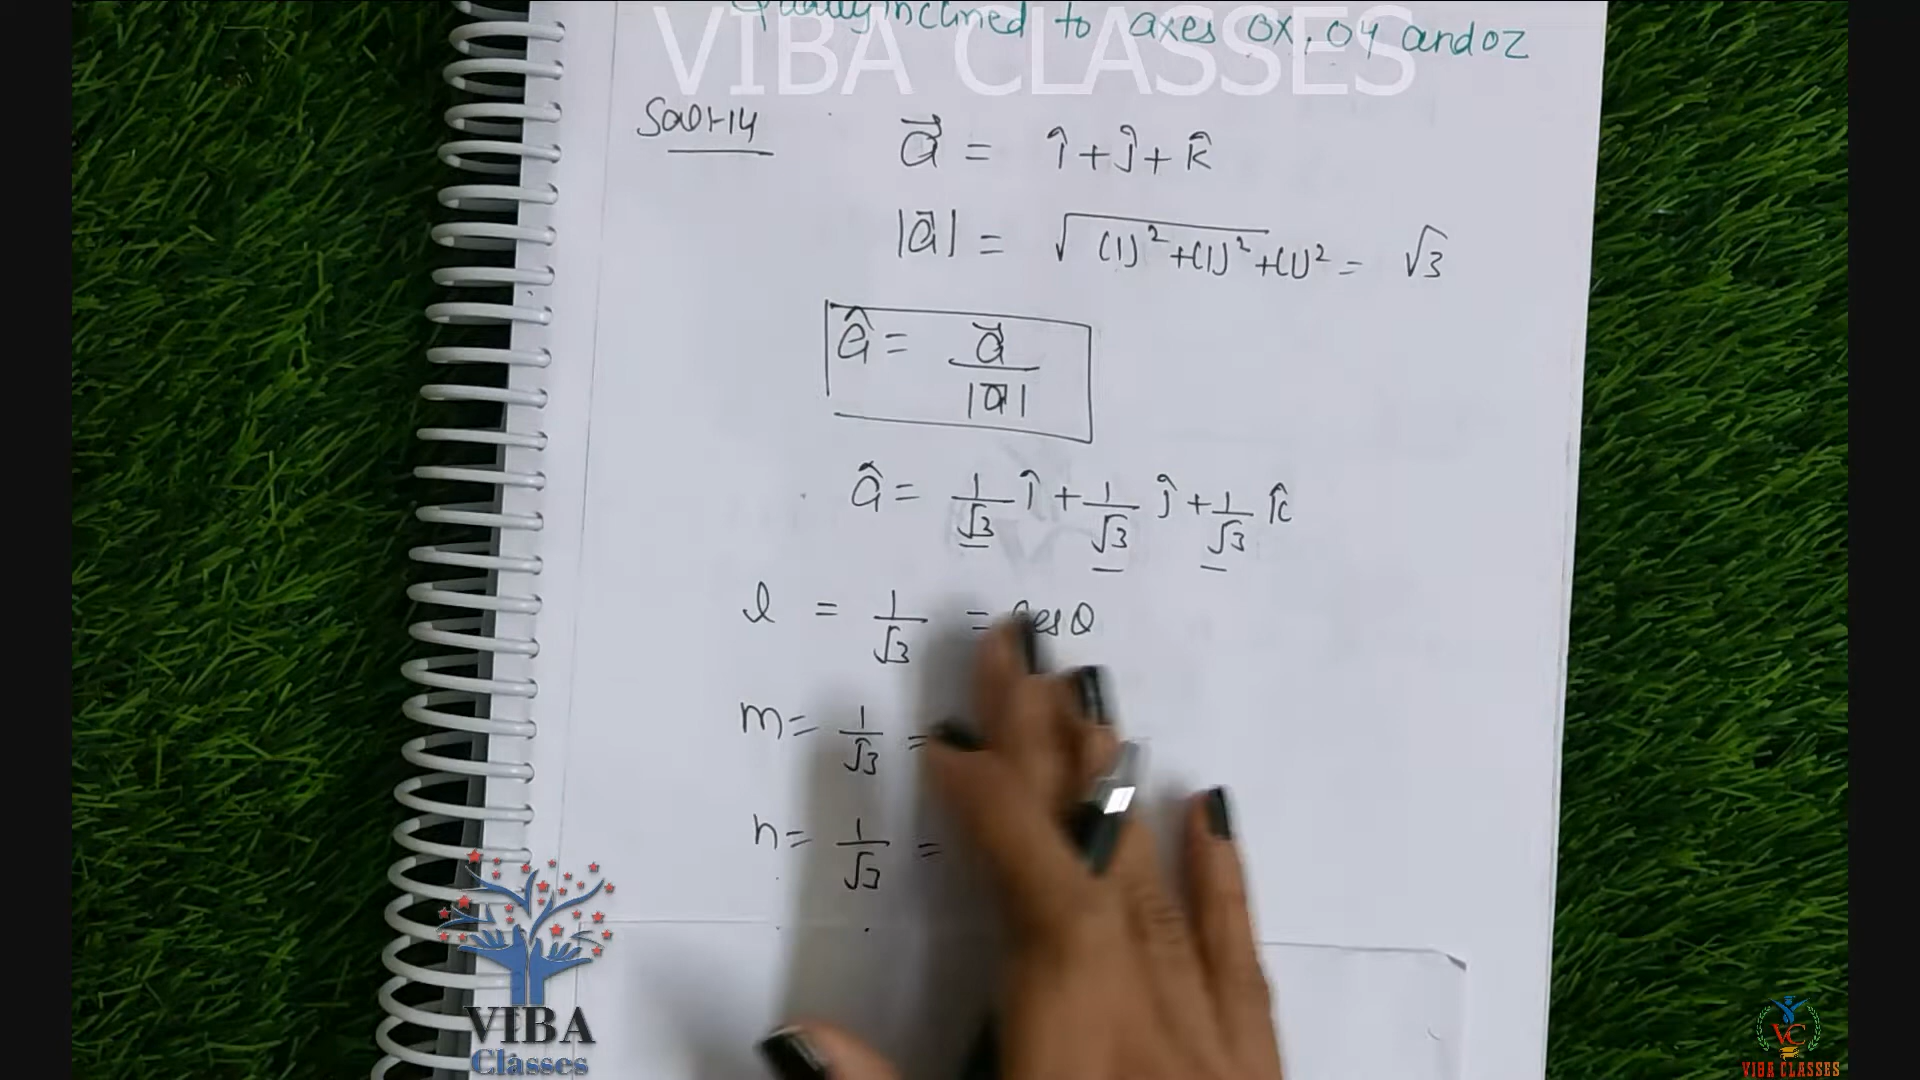 equally inclined to axes OX, OY and OZ
VIBA CLASSES
Sol-14
a⃗ = î + ĵ + k̂
|a⃗| = √(1)² + (1)² + (1)² = √3
â = a⃗ / |a⃗|
â = 1/√3 î + 1/√3 ĵ + 1/√3 k̂
l = 1/√3 = cos θ
m = 1/√3 =
n = 1/√3 =
VIBA
Classes
VC
VIBA CLASSES